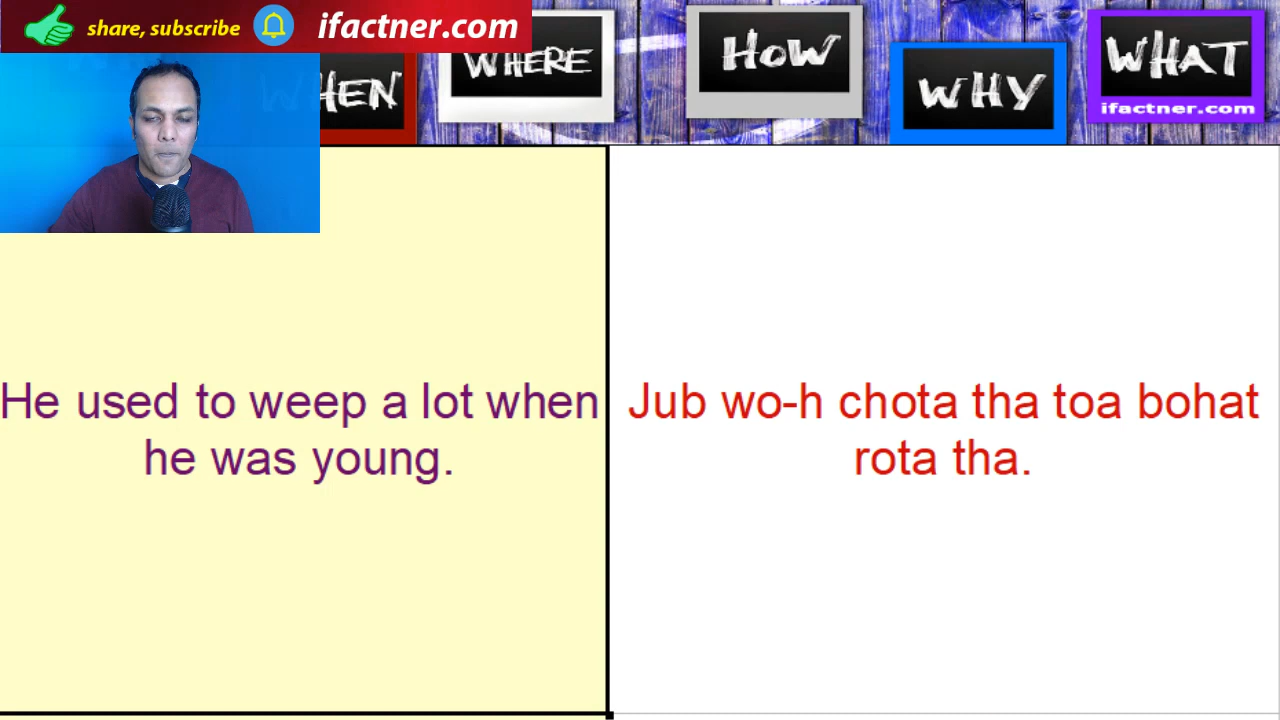 share, subscribe ifactner.com
WHEN WHERE HOW WHY WHAT
ifactner.com
He used to weep a lot when
he was young.
Jub wo-h chota tha toa bohat
rota tha.